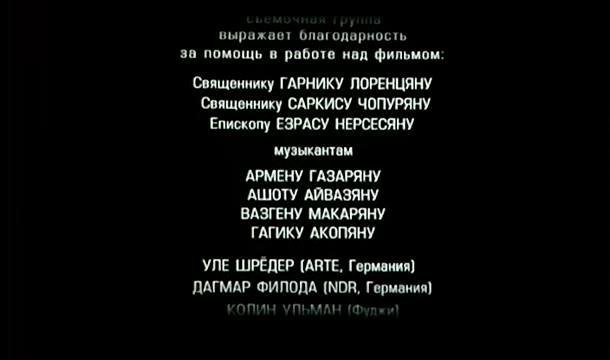 съемочная группа
выражает благодарность
за помощь в работе над фильмом:
Священнику ГАРНИКУ ЛОРЕНЦЯНУ
Священнику САРКИСУ ЧОПУРЯНУ
Епископу ЕЗРАСУ НЕРСЕСЯНУ
музыкантам
АРМЕНУ ГАЗАРЯНУ
АШОТУ АЙВАЗЯНУ
ВАЗГЕНУ МАКАРЯНУ
ГАГИКУ АКОПЯНУ
УЛЕ ШРЁДЕР (ARTE, Германия)
ДАГМАР ФИЛОДА (NDR, Германия)
КОЛИН УЛЬМАН (Фуджи)